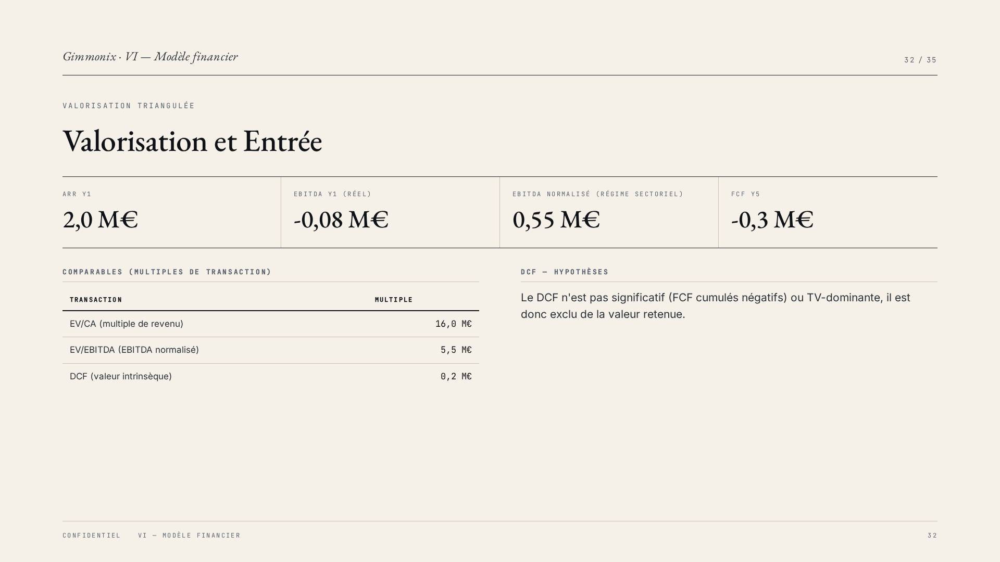 Gimmonix · VI — Modèle financier
32 / 35
VALORISATION TRIANGULÉE
Valorisation et Entrée
ARR Y1
2,0 M€
EBITDA Y1 (RÉEL)
-0,08 M€
EBITDA NORMALISÉ (RÉGIME SECTORIEL)
0,55 M€
FCF Y5
-0,3 M€
COMPARABLES (MULTIPLES DE TRANSACTION)
TRANSACTION MULTIPLE
EV/CA (multiple de revenu) 16,0 M€
EV/EBITDA (EBITDA normalisé) 5,5 M€
DCF (valeur intrinsèque) 0,2 M€
DCF — HYPOTHÈSES
Le DCF n'est pas significatif (FCF cumulés négatifs) ou TV-dominante, il est
donc exclu de la valeur retenue.
CONFIDENTIEL VI — MODÈLE FINANCIER
32